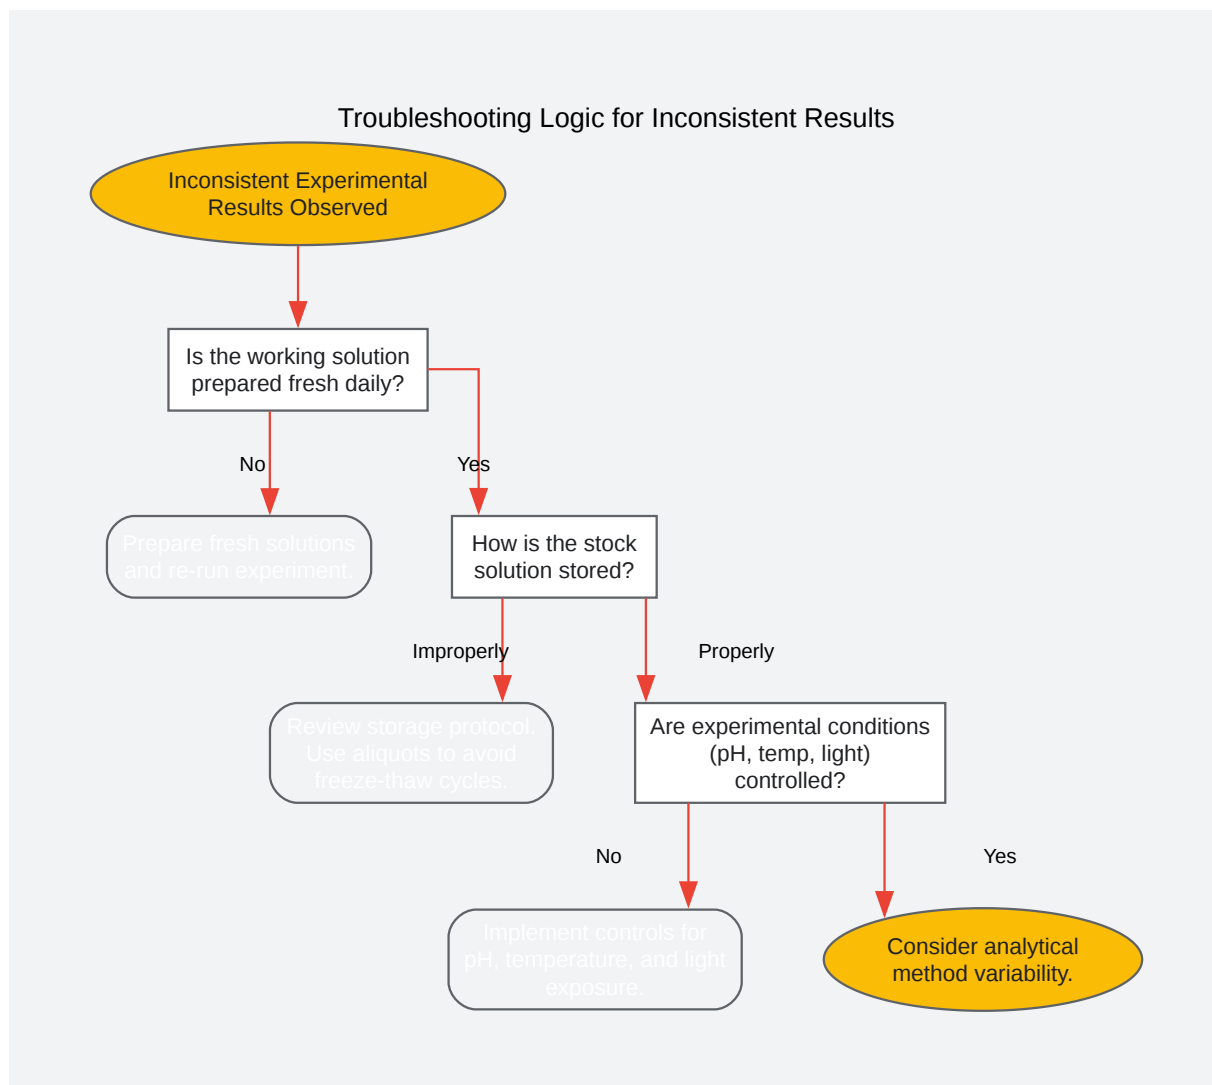 Troubleshooting Logic for Inconsistent Results
Inconsistent Experimental
Results Observed
Is the working solution
prepared fresh daily?
No
Yes
Prepare fresh solutions
and re-run experiment.
How is the stock
solution stored?
Improperly
Properly
Review storage protocol.
Use aliquots to avoid
freeze-thaw cycles.
Are experimental conditions
(pH, temp, light)
controlled?
No
Yes
Implement controls for
pH, temperature, and light
exposure.
Consider analytical
method variability.